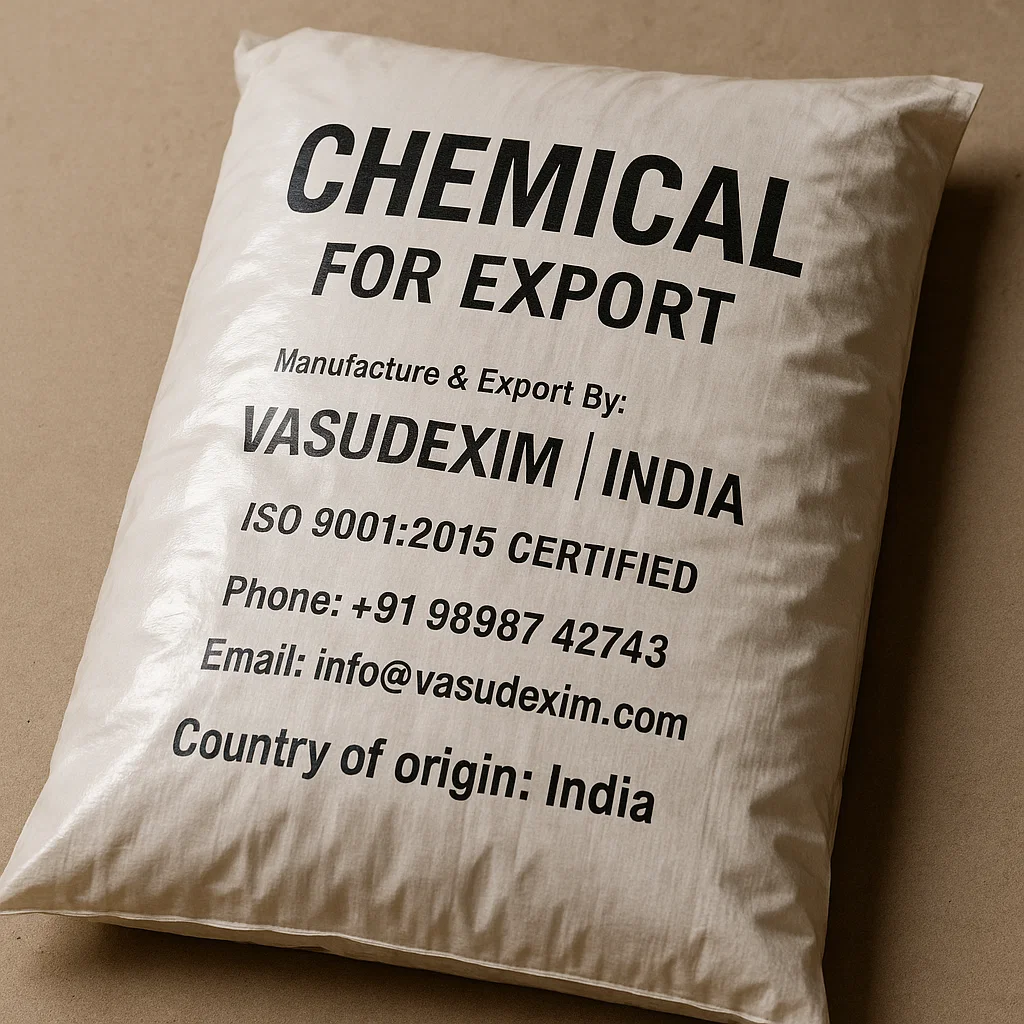 CHEMICAL
FOR EXPORT
Manufacture & Export By:
VASUDEXIM | INDIA
ISO 9001:2015 CERTIFIED
Phone: +91 98987 42743
Email: info@vasudexim.com
Country of origin: India